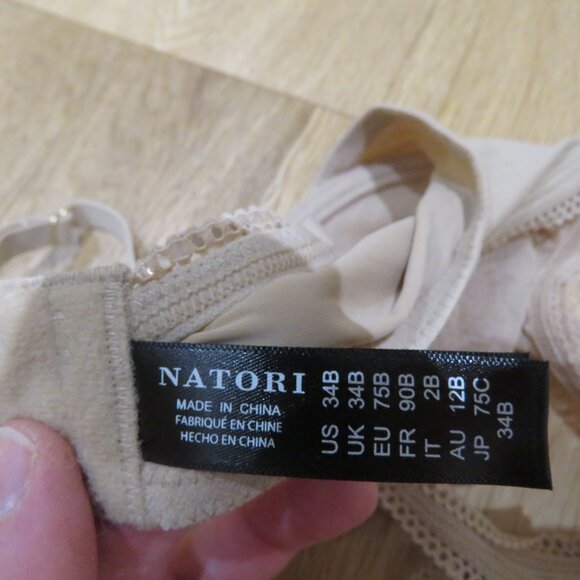 NATORI
MADE IN CHINA
FABRIQUÉ EN CHINE
HECHO EN CHINA
US 34B
UK 34B
EU 75B
FR 90B
IT 2B
AU 12B
JP 75C
34B